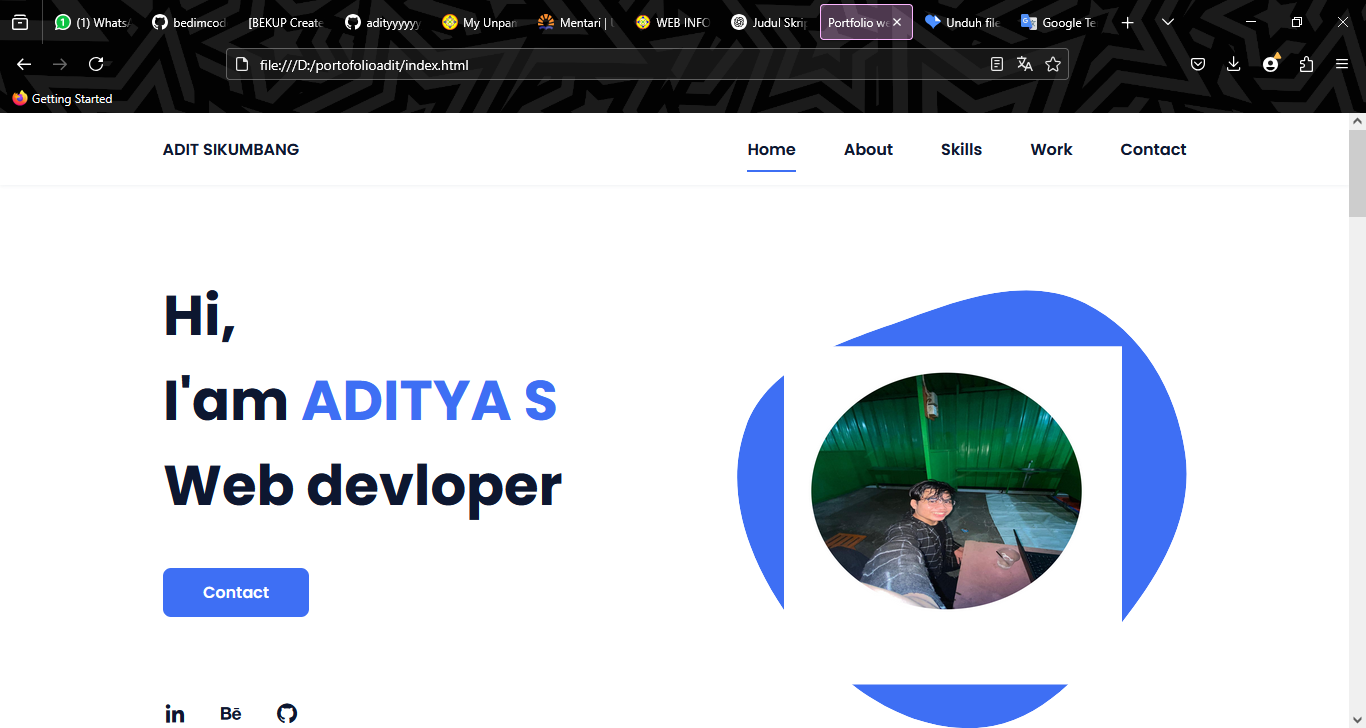 (1) Whats
bedimcod
[BEKUP Create
adityyyyyy
My Unpam
Mentari | U
WEB INFO
Judul Skrip
Portfolio we
Unduh file
Google Te
file:///D:/portofolioadit/index.html
Getting Started
ADIT SIKUMBANG
Home
About
Skills
Work
Contact
Hi,
I'am ADITYA S
Web devloper
Contact
in
Bē